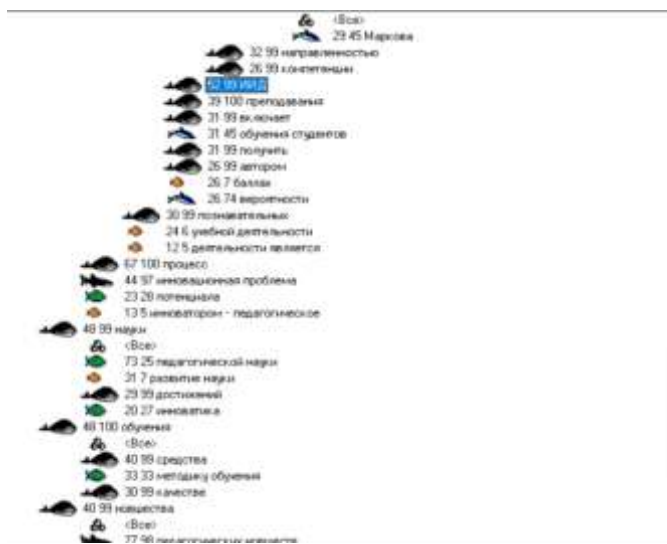 <Все>
29 45 Маркова
32 99 направленностью
26 99 компетенции
52 99 ИИД
39 100 преподавания
31 99 включает
31 45 обучения студентов
31 99 получить
26 99 автором
26 7 баллах
26 74 вероятности
30 99 познавательных
24 6 учебной деятельности
12 5 деятельности является
67 100 процесс
44 97 инновационная проблема
23 28 потенциала
13 5 инноватором - педагогическое
48 99 науки
<Все>
73 25 педагогической науки
31 7 развитие науки
29 99 достижений
20 27 инноватика
48 100 обучения
<Все>
40 99 средства
33 33 методику обучения
30 99 качестве
40 99 новшества
<Все>
77 98 педагогических новшеств